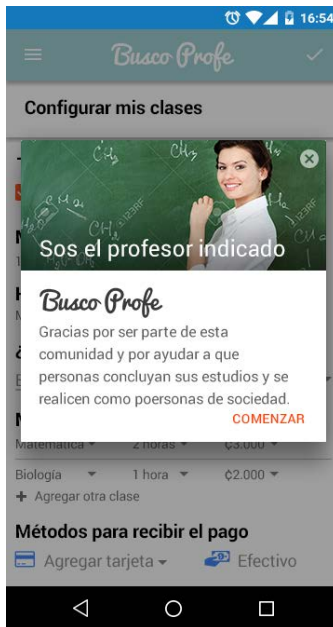 16:54
Busco Profe
Configurar mis clases
CH₃
CH₃
Sos el profesor indicado
Busco Profe
Gracias por ser parte de esta
comunidad y por ayudar a que
personas concluyan sus estudios y se
realicen como poersonas de sociedad.
COMENZAR
Matemática 2 horas ₡3.000
Biología 1 hora ₡2.000
+ Agregar otra clase
Métodos para recibir el pago
Agregar tarjeta Efectivo